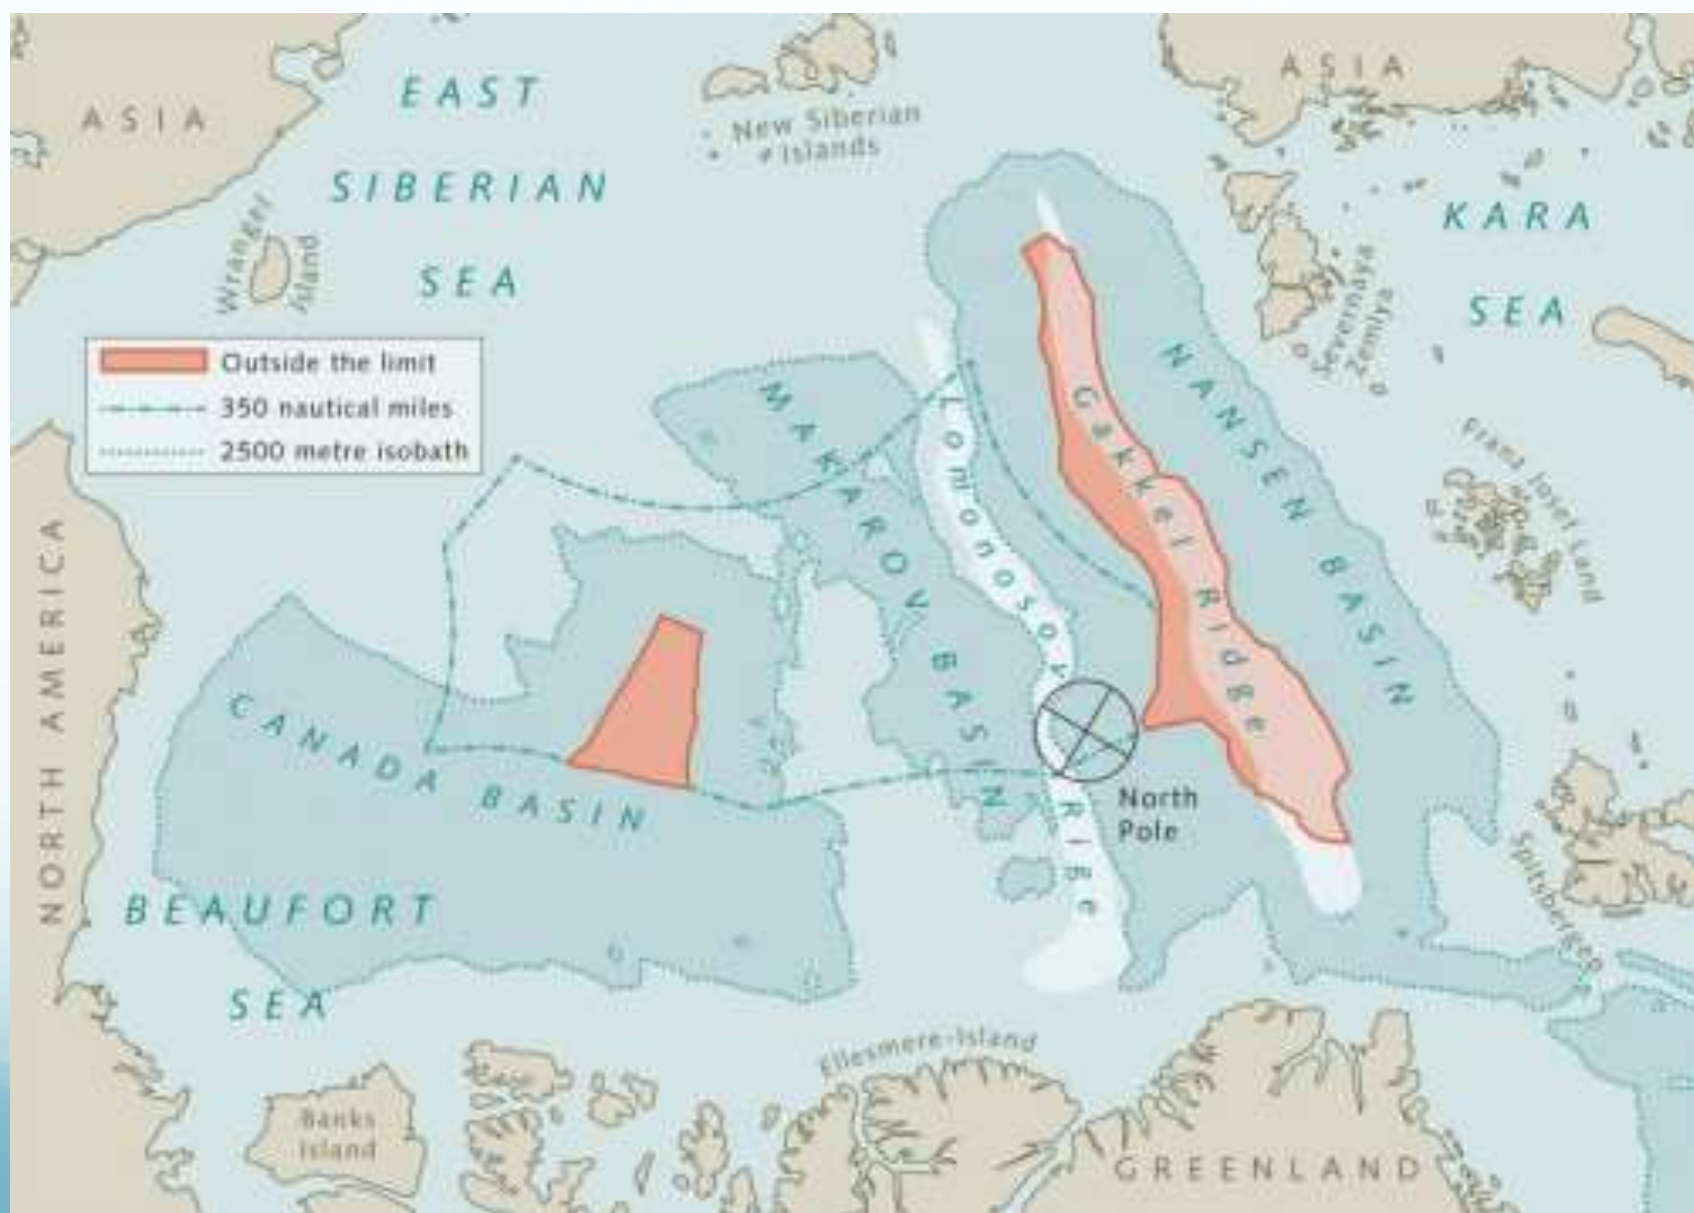 ASIA
EAST
SIBERIAN
SEA
New Siberian
Islands
ASIA
KARA
SEA
Wrangel
Island
Severnaya
Zemlya
Outside the limit
350 nautical miles
2500 metre isobath
NORTH AMERICA
MAKAROV BASIN
Lomonosov Ridge
Gakkel Ridge
NANSEN BASIN
Franz Josef Land
CANADA BASIN
North
Pole
BEAUFORT
SEA
Spitsbergen
Ellesmere-Island
Banks
Island
GREENLAND